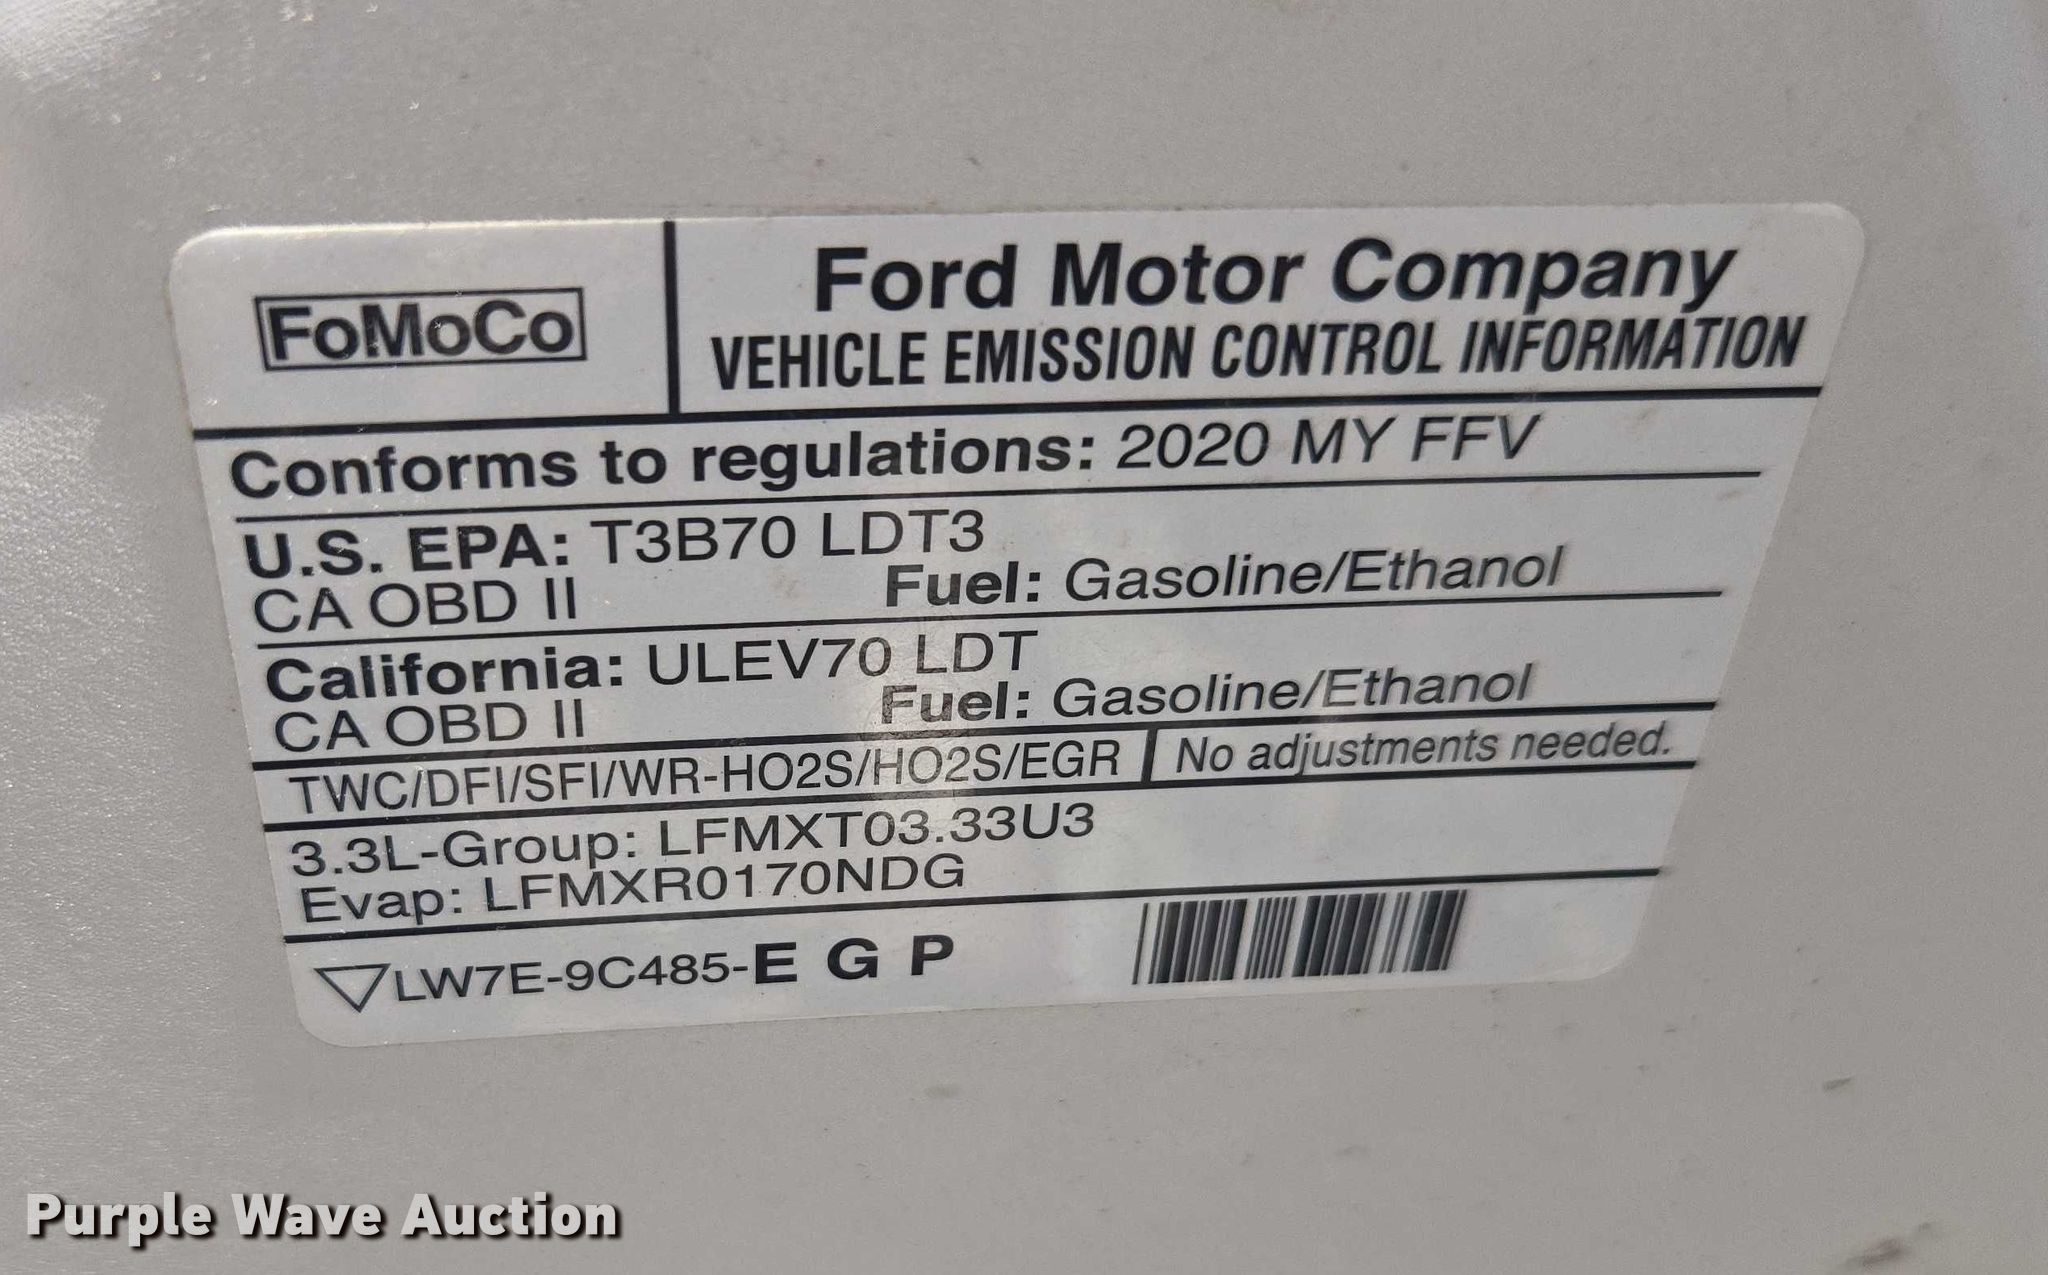 FoMoCo
Ford Motor Company
VEHICLE EMISSION CONTROL INFORMATION
Conforms to regulations: 2020 MY FFV
U.S. EPA: T3B70 LDT3
CA OBD II Fuel: Gasoline/Ethanol
California: ULEV70 LDT
CA OBD II Fuel: Gasoline/Ethanol
TWC/DFI/SFI/WR-HO2S/HO2S/EGR No adjustments needed.
3.3L-Group: LFMXT03.33U3
Evap: LFMXR0170NDG
LW7E-9C485-E G P
Purple Wave Auction